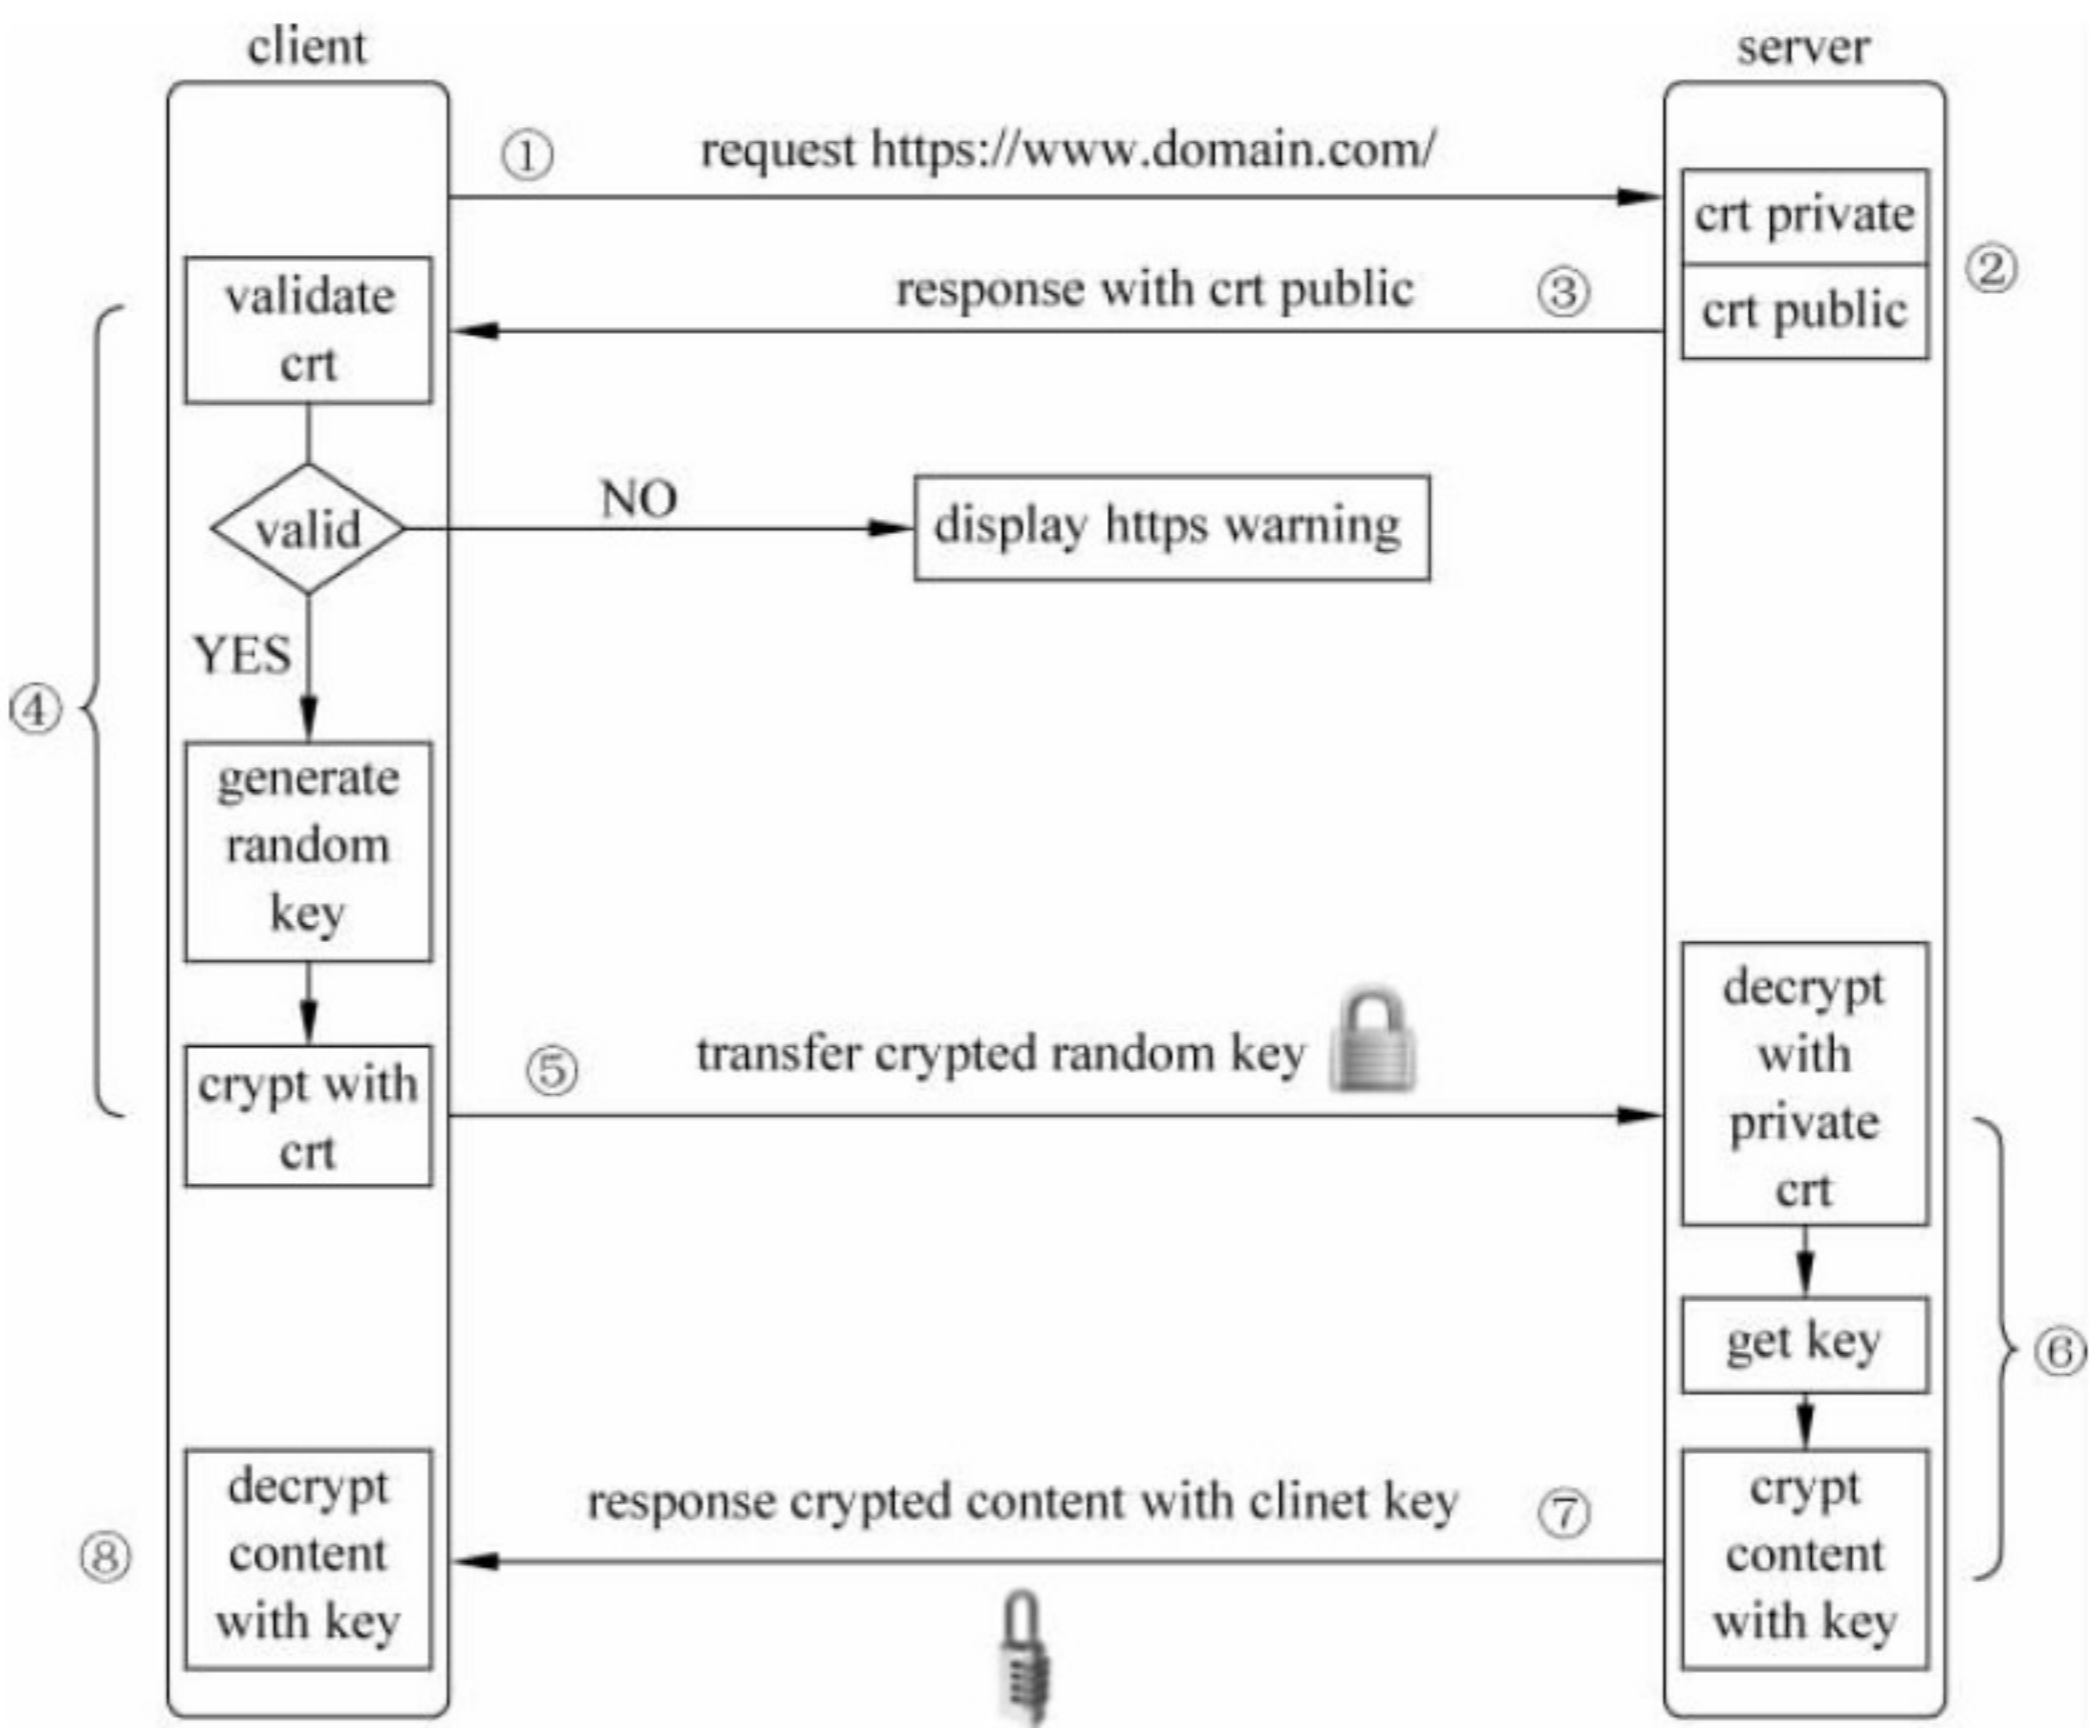 client
server
① request https://www.domain.com/
crt private
②
crt public
response with crt public ③
validate
crt
valid
NO
display https warning
YES
④
generate
random
key
crypt with
crt
⑤ transfer crypted random key
decrypt
with
private
crt
get key
⑥
crypt
content
with key
response crypted content with clinet key ⑦
⑧
decrypt
content
with key